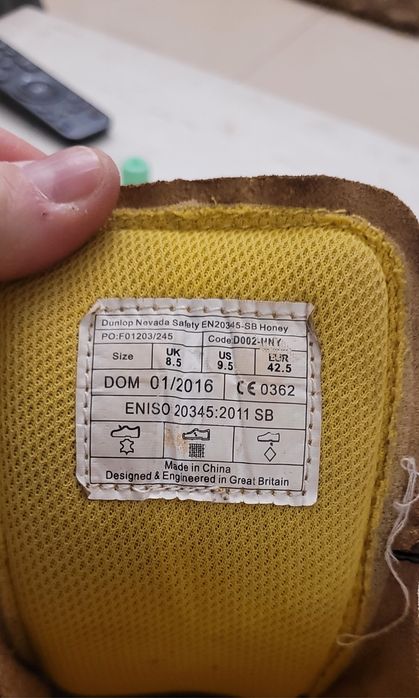 Dunlop Nevada Safety EN20345-SB Honey
PO:F01203/245 Code:D002-HNY
Size UK 8.5 US 9.5 EUR 42.5
DOM 01/2016 CE 0362
ENISO 20345:2011 SB
Made in China
Designed & Engineered in Great Britain